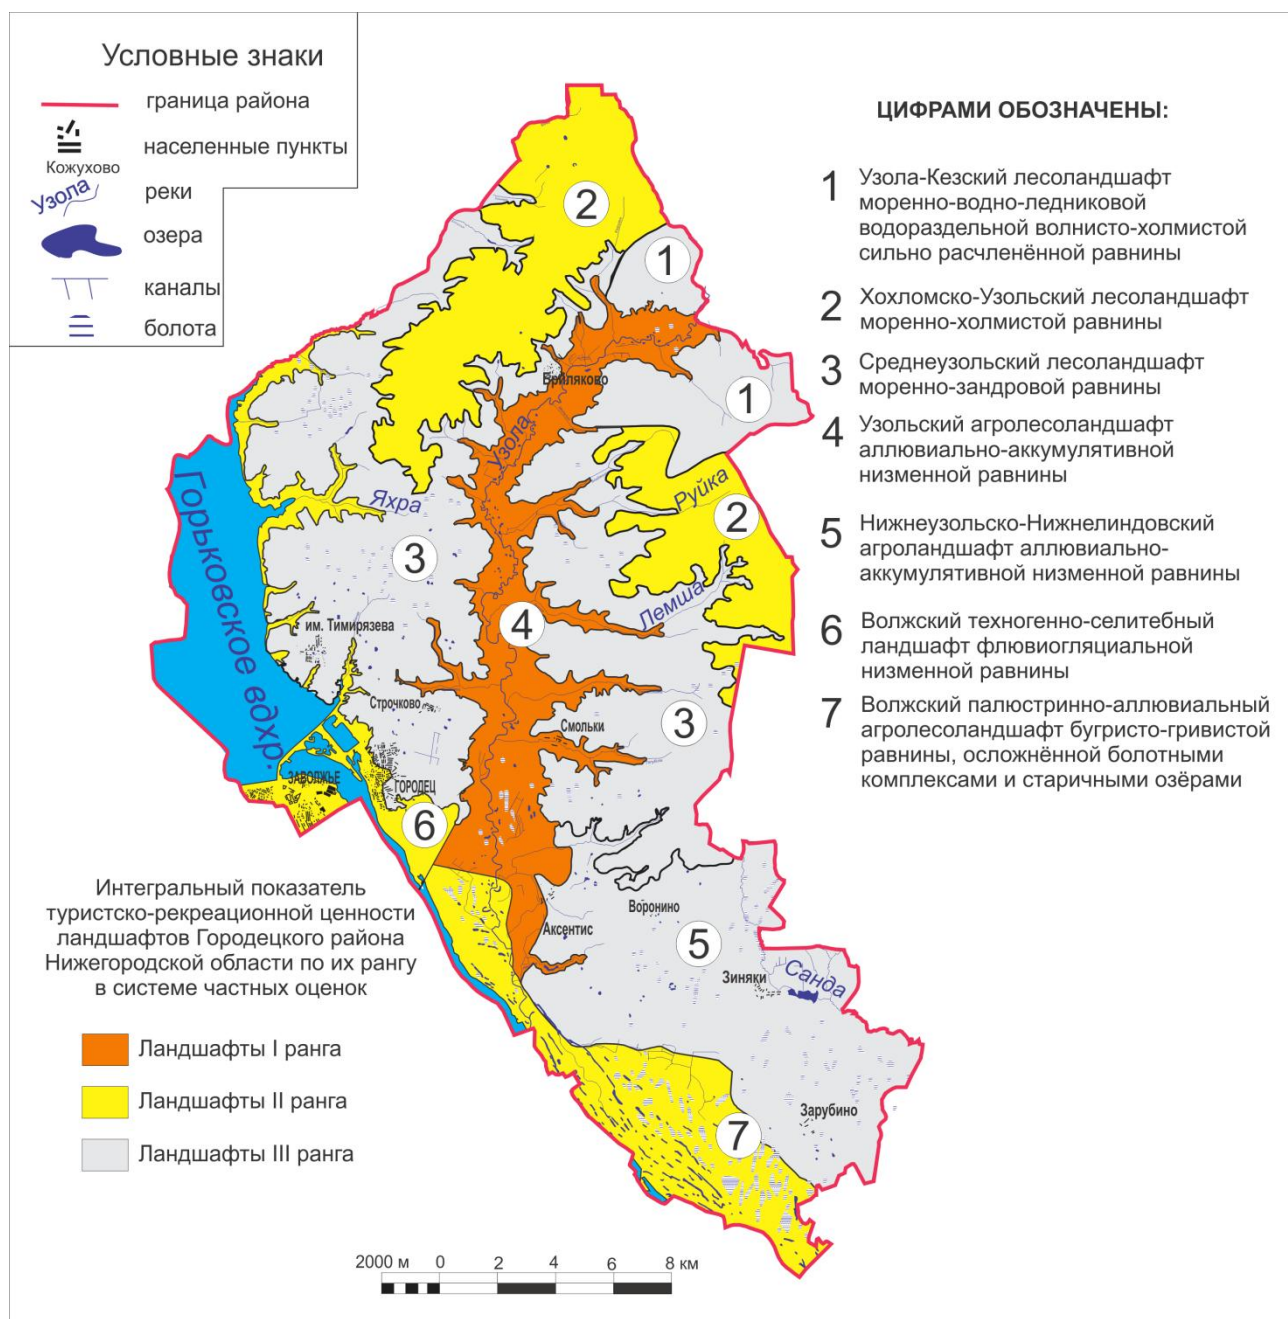 Условные знаки
граница района
Кожухово
населенные пункты
Узола
реки
озера
каналы
болота
ЦИФРАМИ ОБОЗНАЧЕНЫ:
1 Узола-Кезский лесоландшафт
моренно-водно-ледниковой
водораздельной волнисто-холмистой
сильно расчленённой равнины
2 Хохломско-Узольский лесоландшафт
моренно-холмистой равнины
3 Среднеузольский лесоландшафт
моренно-зандровой равнины
4 Узольский агролесоландшафт
аллювиально-аккумулятивной
низменной равнины
5 Нижнеузольско-Нижнелиндовский
агроландшафт аллювиально-
аккумулятивной низменной равнины
6 Волжский техногенно-селитебный
ландшафт флювиогляциальной
низменной равнины
7 Волжский палюстринно-аллювиальный
агролесоландшафт бугристо-гривистой
равнины, осложнённой болотными
комплексами и старичными озёрами
2
1
Бриляково
1
Узола
Горьковское вдхр.
Яхра
Руйка
2
3
Лемша
4
им. Тимирязева
Строчково
Смольки
3
ЗАВОЛЖЬЕ
ГОРОДЕЦ
6
Воронино
Аксентис
5
Зиняки
Санда
Зарубино
7
Интегральный показатель
туристско-рекреационной ценности
ландшафтов Городецкого района
Нижегородской области по их рангу
в системе частных оценок
Ландшафты I ранга
Ландшафты II ранга
Ландшафты III ранга
2000 м 0 2 4 6 8 км